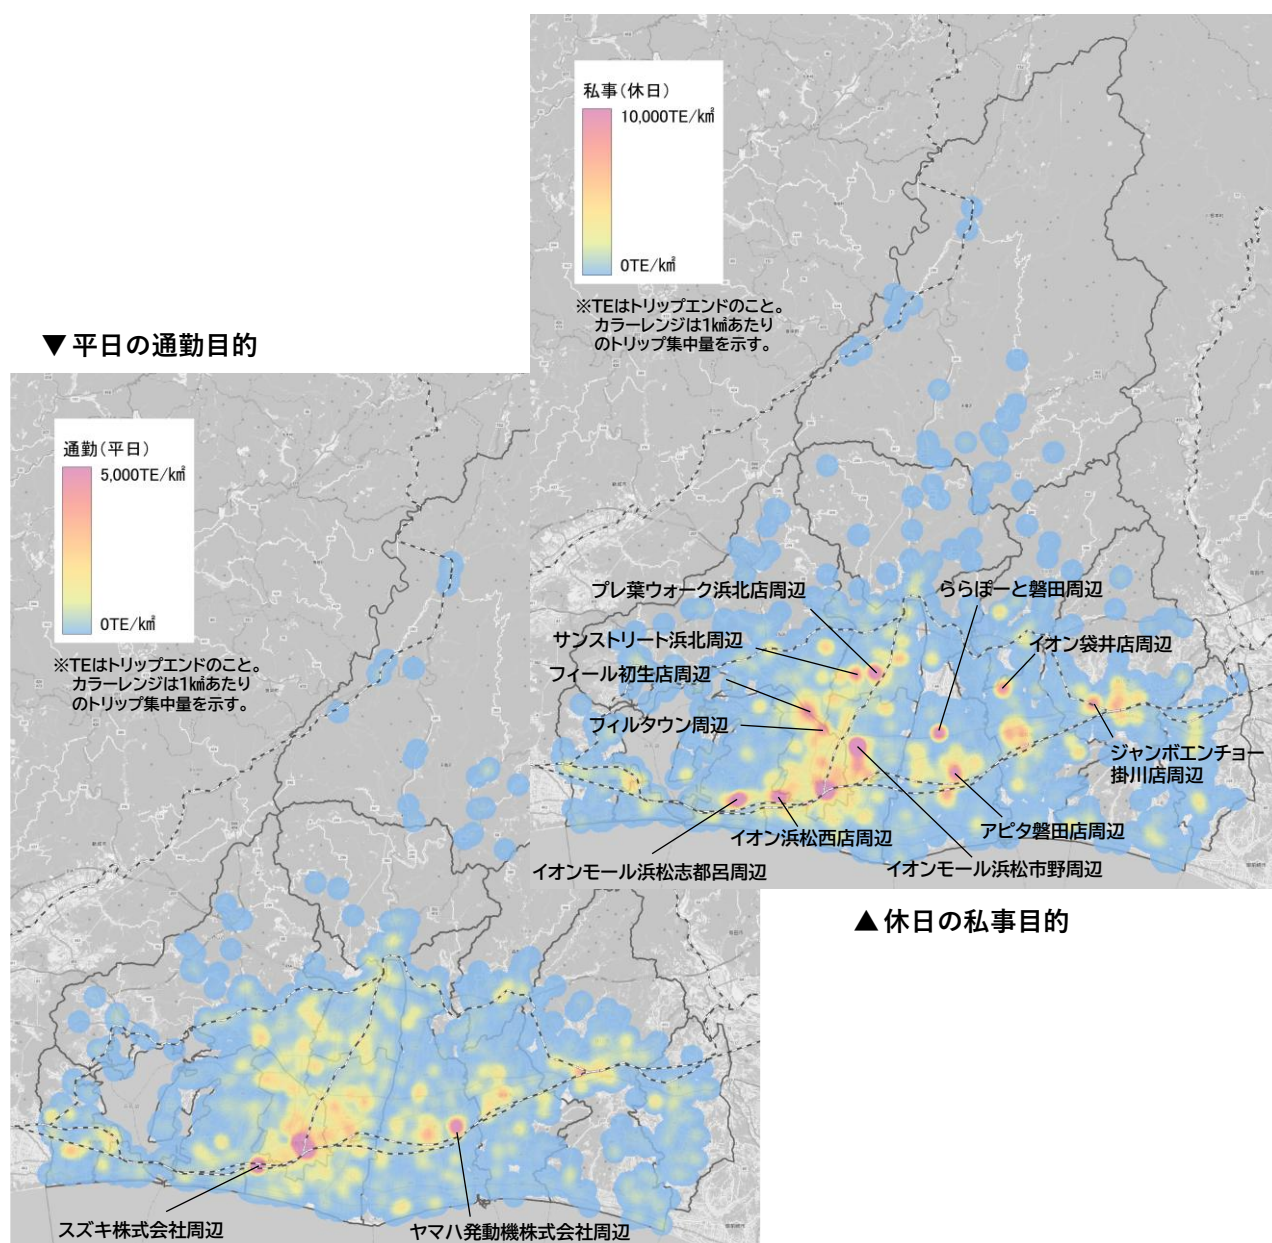 ▼平日の通勤目的
通勤(平日)
5,000TE/k㎡
0TE/k㎡
※TEはトリップエンドのこと。
カラーレンジは1k㎡あたり
のトリップ集中量を示す。
スズキ株式会社周辺
ヤマハ発動機株式会社周辺
私事(休日)
10,000TE/k㎡
0TE/k㎡
※TEはトリップエンドのこと。
カラーレンジは1k㎡あたり
のトリップ集中量を示す。
プレ葉ウォーク浜北店周辺
ららぽーと磐田周辺
サンストリート浜北周辺
イオン袋井店周辺
フィール初生店周辺
フィルタウン周辺
ジャンボエンチョー
掛川店周辺
アピタ磐田店周辺
イオン浜松西店周辺
イオンモール浜松志都呂周辺
イオンモール浜松市野周辺
▲休日の私事目的